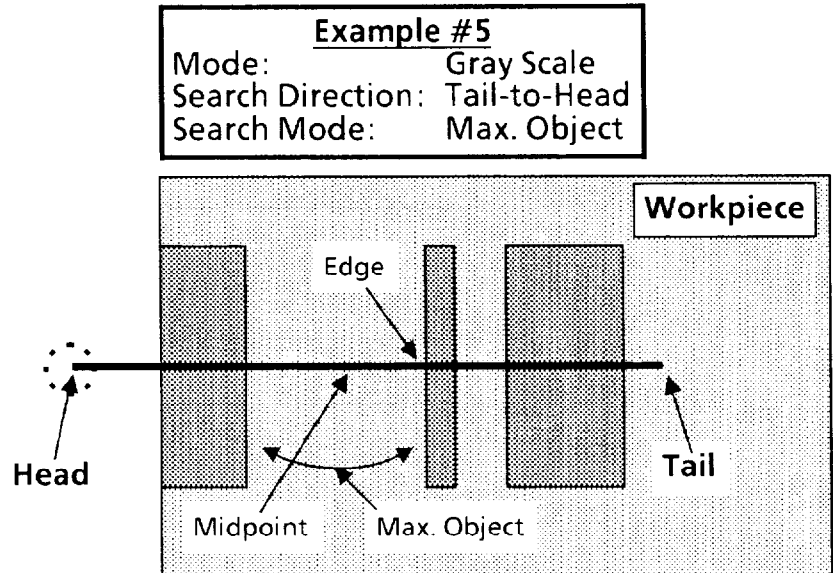 Example #5
Mode: Gray Scale
Search Direction: Tail-to-Head
Search Mode: Max. Object
Workpiece
Edge
Head
Tail
Midpoint
Max. Object